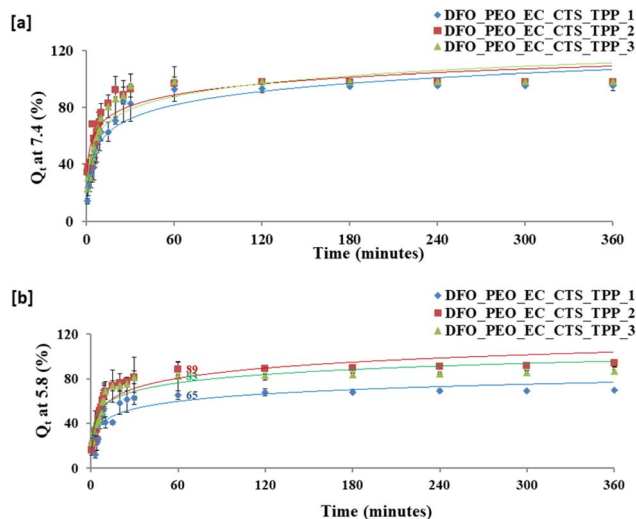 [a]
DFO_PEO_EC_CTS_TPP_1
DFO_PEO_EC_CTS_TPP_2
DFO_PEO_EC_CTS_TPP_3
Qt at 7.4 (%)
120
80
40
0
0 60 120 180 240 300 360
Time (minutes)
[b]
DFO_PEO_EC_CTS_TPP_1
DFO_PEO_EC_CTS_TPP_2
DFO_PEO_EC_CTS_TPP_3
Qt at 5.8 (%)
120
80
40
0
89
65
0 60 120 180 240 300 360
Time (minutes)